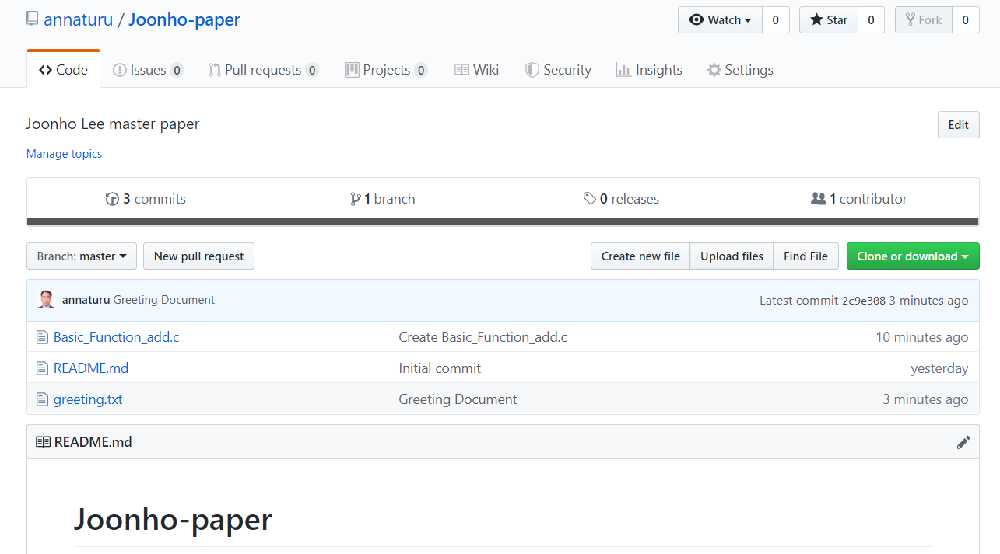 annaturu / Joonho-paper
Watch 0 Star 0 Fork 0
Code Issues 0 Pull requests 0 Projects 0 Wiki Security Insights Settings
Joonho Lee master paper
Edit
Manage topics
3 commits 1 branch 0 releases 1 contributor
Branch: master New pull request Create new file Upload files Find File Clone or download
annaturu Greeting Document Latest commit 2c9e308 3 minutes ago
Basic_Function_add.c Create Basic_Function_add.c 10 minutes ago
README.md Initial commit yesterday
greeting.txt Greeting Document 3 minutes ago
README.md
Joonho-paper